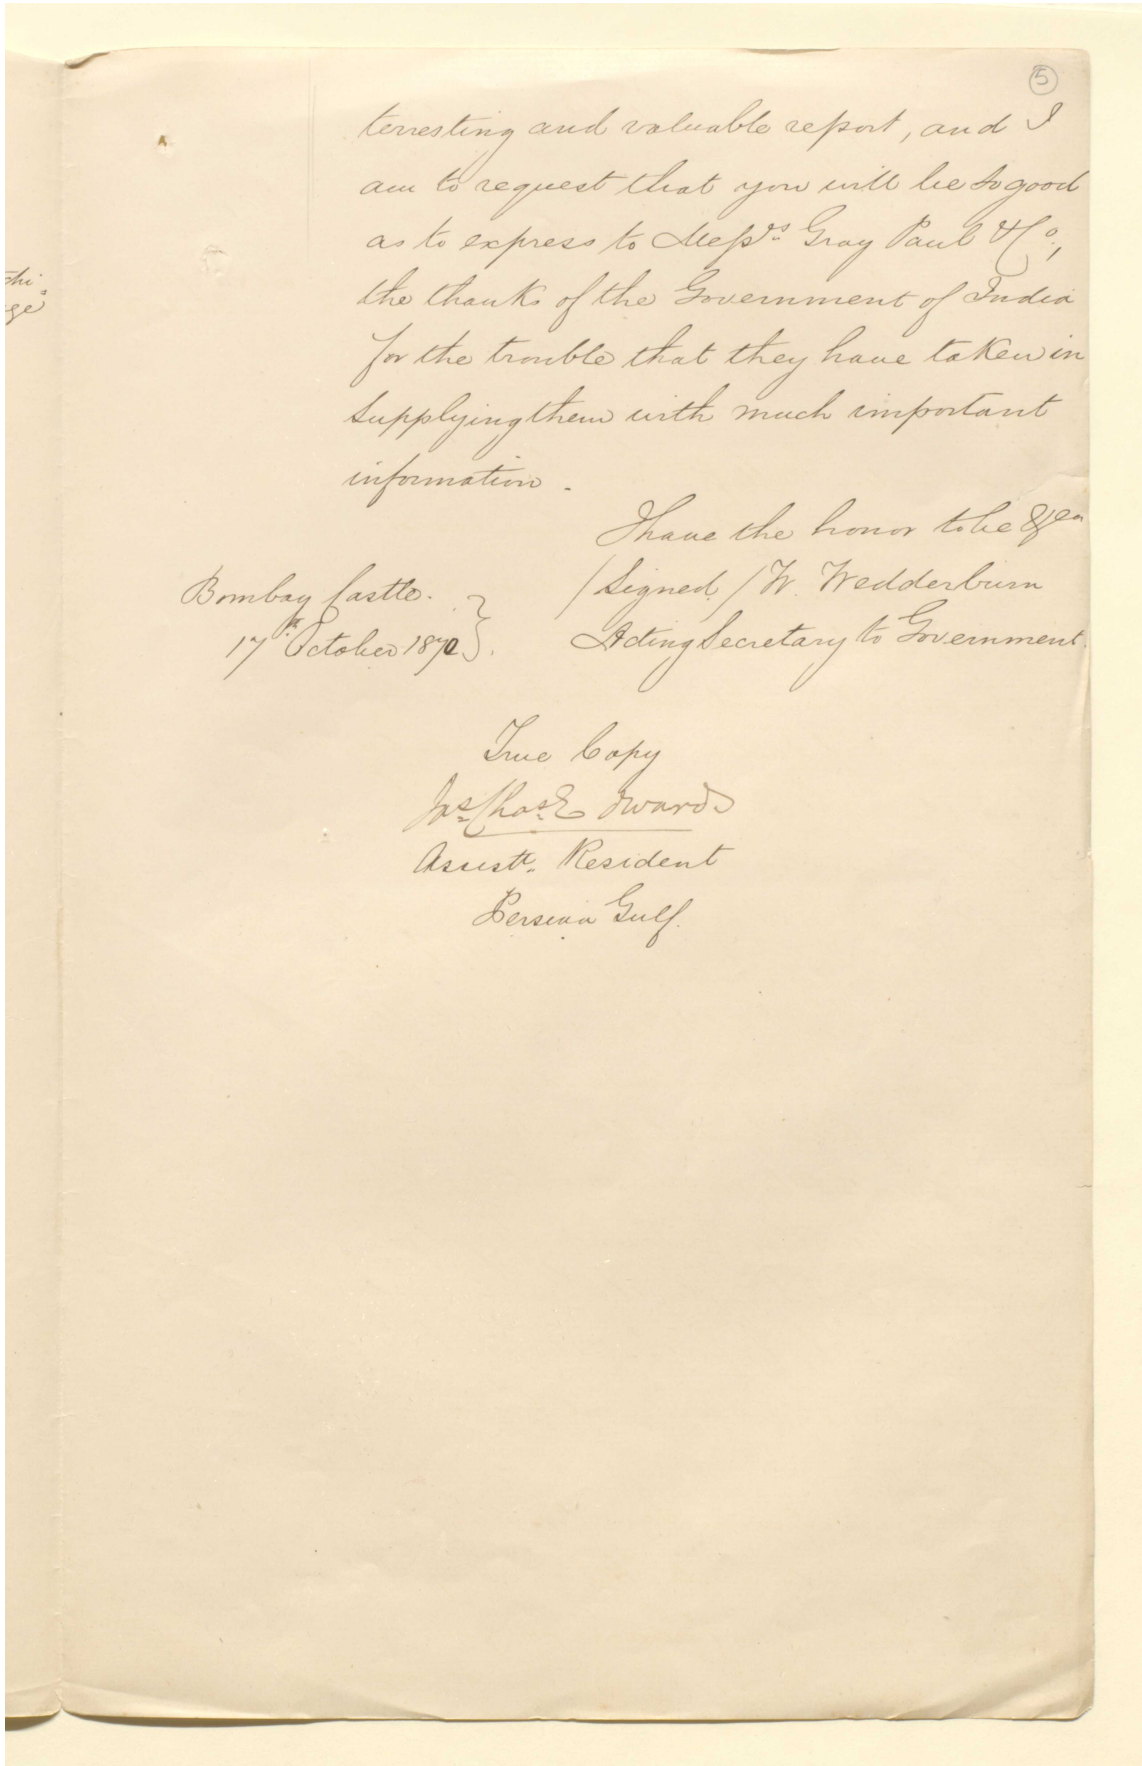 5
terresting and valuable report, and I
am to request that you will be so good
as to express to Messrs. Gray Paul & Co,
the thanks of the Government of India
for the trouble that they have taken in
supplying them with much important
information.
I have the honor to be &ca
/Signed/ W. Wedderburn
Acting Secretary to Government.
Bombay Castle.
17th October 1870.
True Copy
Jas Chas Edwards
Assistt. Resident
Persian Gulf.